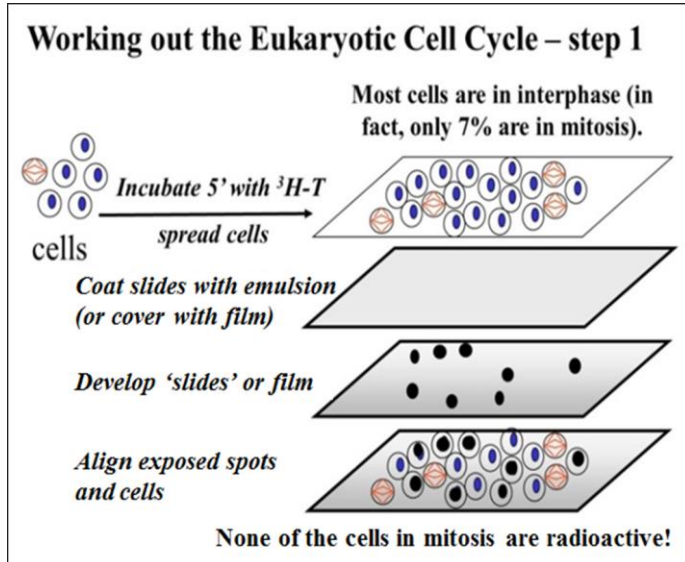 Working out the Eukaryotic Cell Cycle – step 1
Most cells are in interphase (in
fact, only 7% are in mitosis).
Incubate 5’ with ³H-T
spread cells
cells
Coat slides with emulsion
(or cover with film)
Develop ‘slides’ or film
Align exposed spots
and cells
None of the cells in mitosis are radioactive!